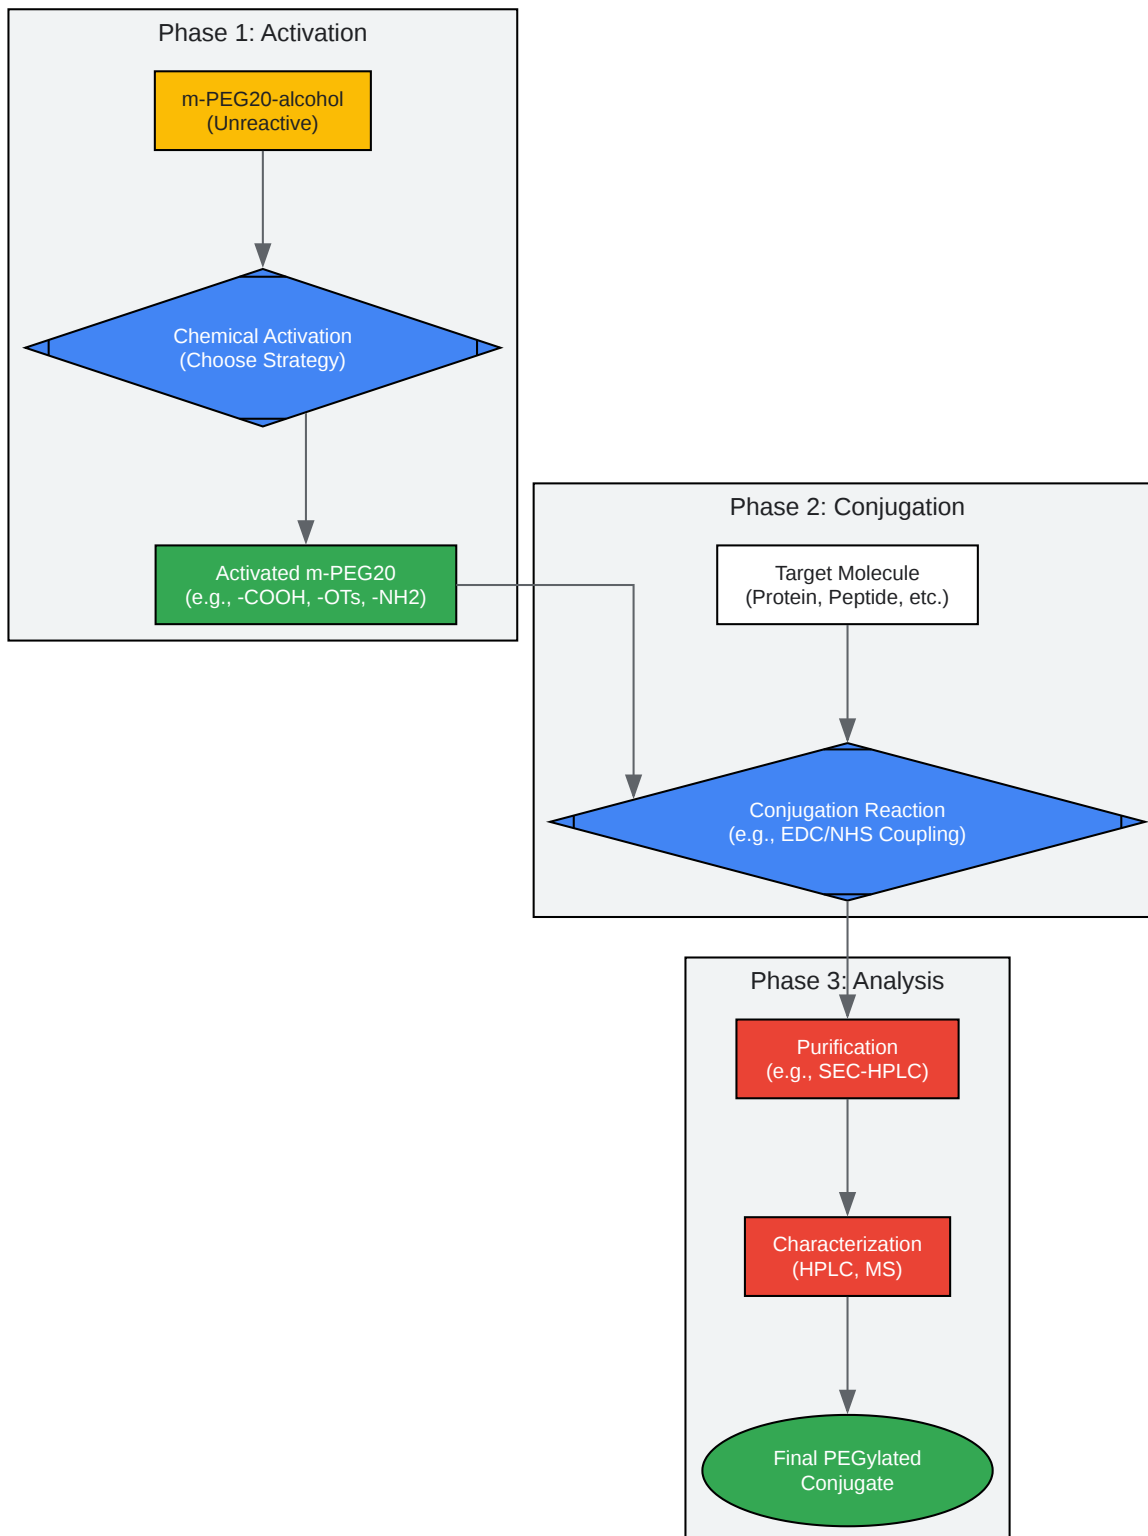 Phase 1: Activation
m-PEG20-alcohol
(Unreactive)
Chemical Activation
(Choose Strategy)
Activated m-PEG20
(e.g., -COOH, -OTs, -NH2)
Phase 2: Conjugation
Target Molecule
(Protein, Peptide, etc.)
Conjugation Reaction
(e.g., EDC/NHS Coupling)
Phase 3: Analysis
Purification
(e.g., SEC-HPLC)
Characterization
(HPLC, MS)
Final PEGylated
Conjugate